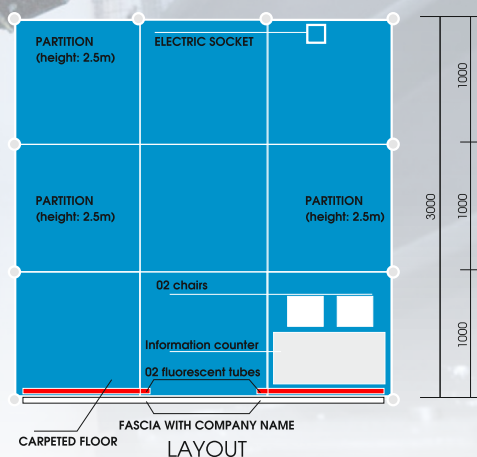 PARTITION
(height: 2.5m)
ELECTRIC SOCKET
1000
PARTITION
(height: 2.5m)
PARTITION
(height: 2.5m)
3000
1000
02 chairs
Information counter
1000
02 fluorescent tubes
FASCIA WITH COMPANY NAME
CARPETED FLOOR
LAYOUT